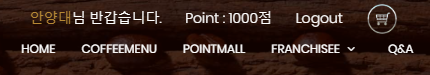 안양대님 반갑습니다. Point : 1000점 Logout
HOME COFFEEMENU POINTMALL FRANCHISEE Q&A